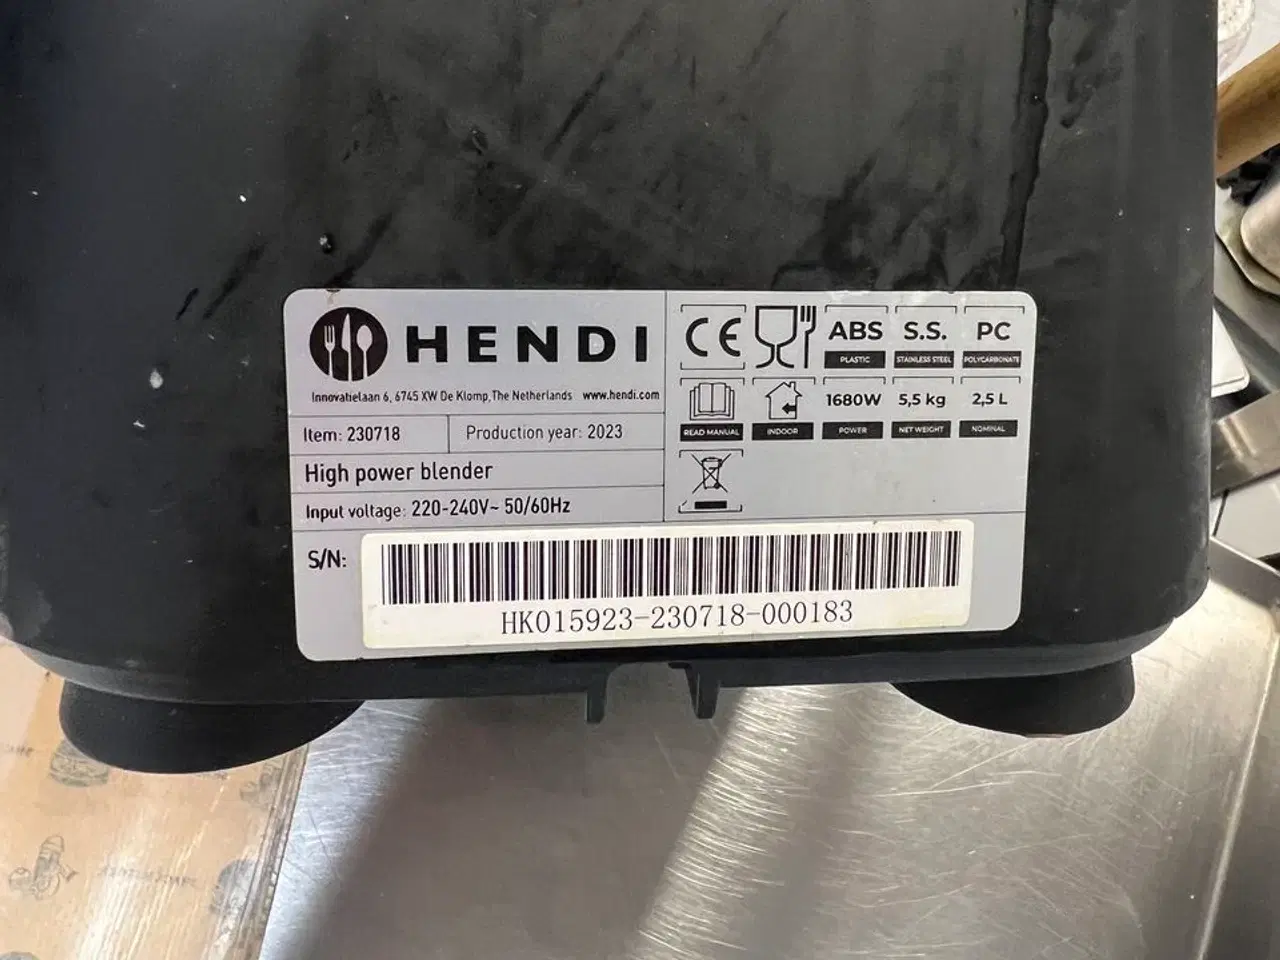 HENDI
Innovatielaan 6, 6745 XW De Klomp, The Netherlands www.hendi.com
Item: 230718
Production year: 2023
High power blender
Input voltage: 220-240V~ 50/60Hz
CE
ABS S.S. PC
PLASTIC STAINLESS STEEL POLYCARBONATE
1680W 5,5 kg 2,5 L
READ MANUAL INDOOR POWER NET WEIGHT NOMINAL
S/N:
HK015923-230718-000183